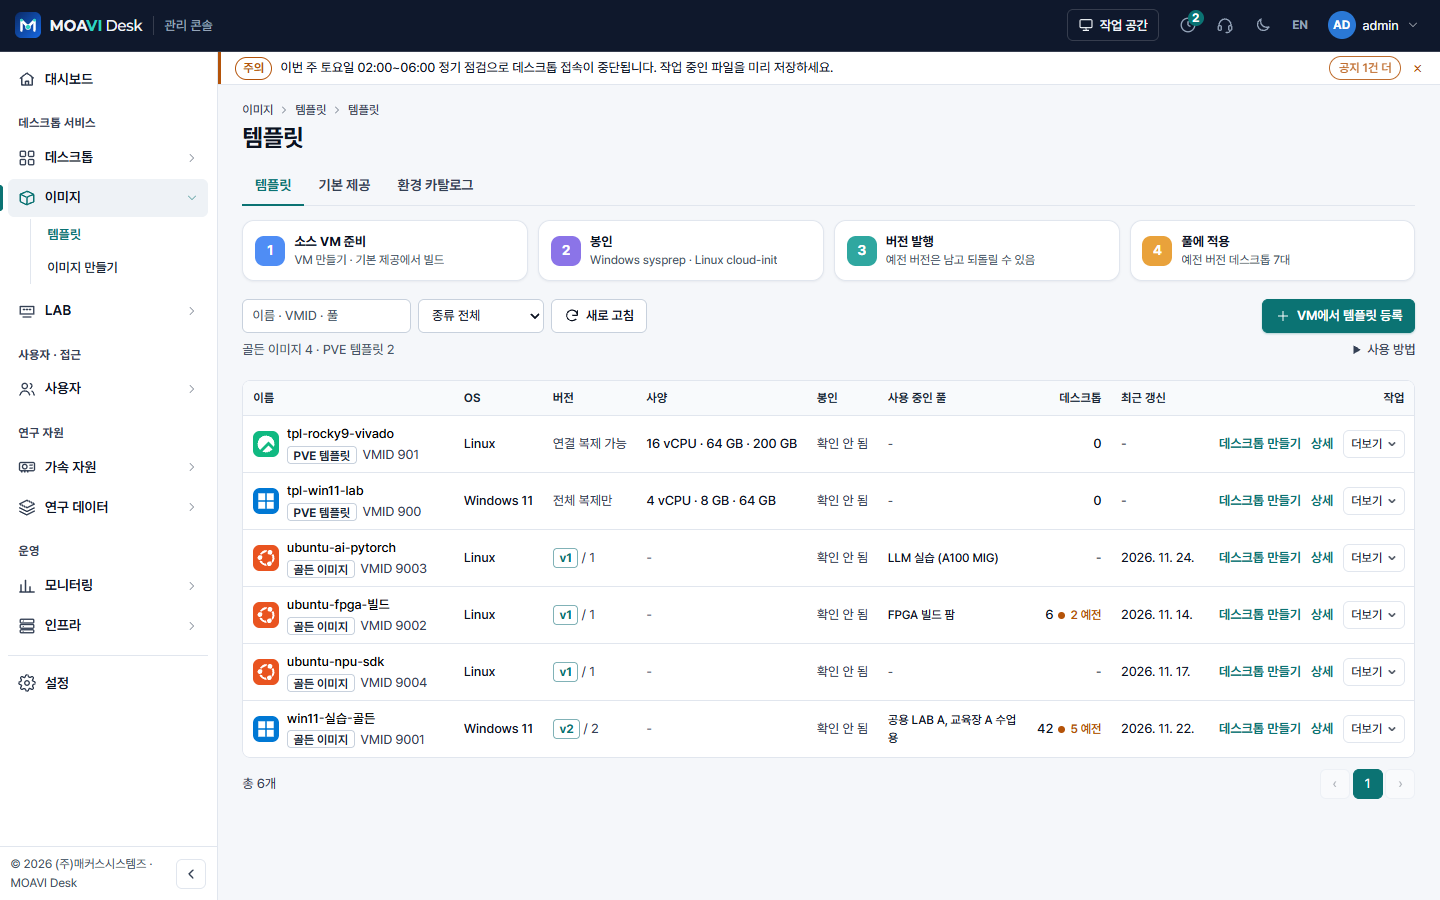 MOAVI Desk 관리 콘솔
작업 공간
2
EN
AD admin
대시보드
데스크톱 서비스
데스크톱
이미지
템플릿
이미지 만들기
LAB
사용자 · 접근
사용자
연구 자원
가속 자원
연구 데이터
운영
모니터링
인프라
설정
© 2026 (주)매커스시스템즈 ·
MOAVI Desk
주의 이번 주 토요일 02:00~06:00 정기 점검으로 데스크톱 접속이 중단됩니다. 작업 중인 파일을 미리 저장하세요.
공지 1건 더 ×
이미지 > 템플릿 > 템플릿
템플릿
템플릿 기본 제공 환경 카탈로그
1 소스 VM 준비
VM 만들기 · 기본 제공에서 빌드
2 봉인
Windows sysprep · Linux cloud-init
3 버전 발행
예전 버전은 남고 되돌릴 수 있음
4 풀에 적용
예전 버전 데스크톱 7대
이름 · VMID · 풀
종류 전체
새로 고침
+ VM에서 템플릿 등록
골든 이미지 4 · PVE 템플릿 2
▶ 사용 방법
이름 OS 버전 사양 봉인 사용 중인 풀 데스크톱 최근 갱신 작업
tpl-rocky9-vivado
PVE 템플릿 VMID 901
Linux 연결 복제 가능 16 vCPU · 64 GB · 200 GB 확인 안 됨 - 0 - 데스크톱 만들기 상세 더보기
tpl-win11-lab
PVE 템플릿 VMID 900
Windows 11 전체 복제만 4 vCPU · 8 GB · 64 GB 확인 안 됨 - 0 - 데스크톱 만들기 상세 더보기
ubuntu-ai-pytorch
골든 이미지 VMID 9003
Linux v1 / 1 - 확인 안 됨 LLM 실습 (A100 MIG) - 2026. 11. 24. 데스크톱 만들기 상세 더보기
ubuntu-fpga-빌드
골든 이미지 VMID 9002
Linux v1 / 1 - 확인 안 됨 FPGA 빌드 팜 6 ● 2 예전 2026. 11. 14. 데스크톱 만들기 상세 더보기
ubuntu-npu-sdk
골든 이미지 VMID 9004
Linux v1 / 1 - 확인 안 됨 - - 2026. 11. 17. 데스크톱 만들기 상세 더보기
win11-실습-골든
골든 이미지 VMID 9001
Windows 11 v2 / 2 - 확인 안 됨 공용 LAB A, 교육장 A 수업
용
42 ● 5 예전 2026. 11. 22. 데스크톱 만들기 상세 더보기
총 6개
‹ 1 ›